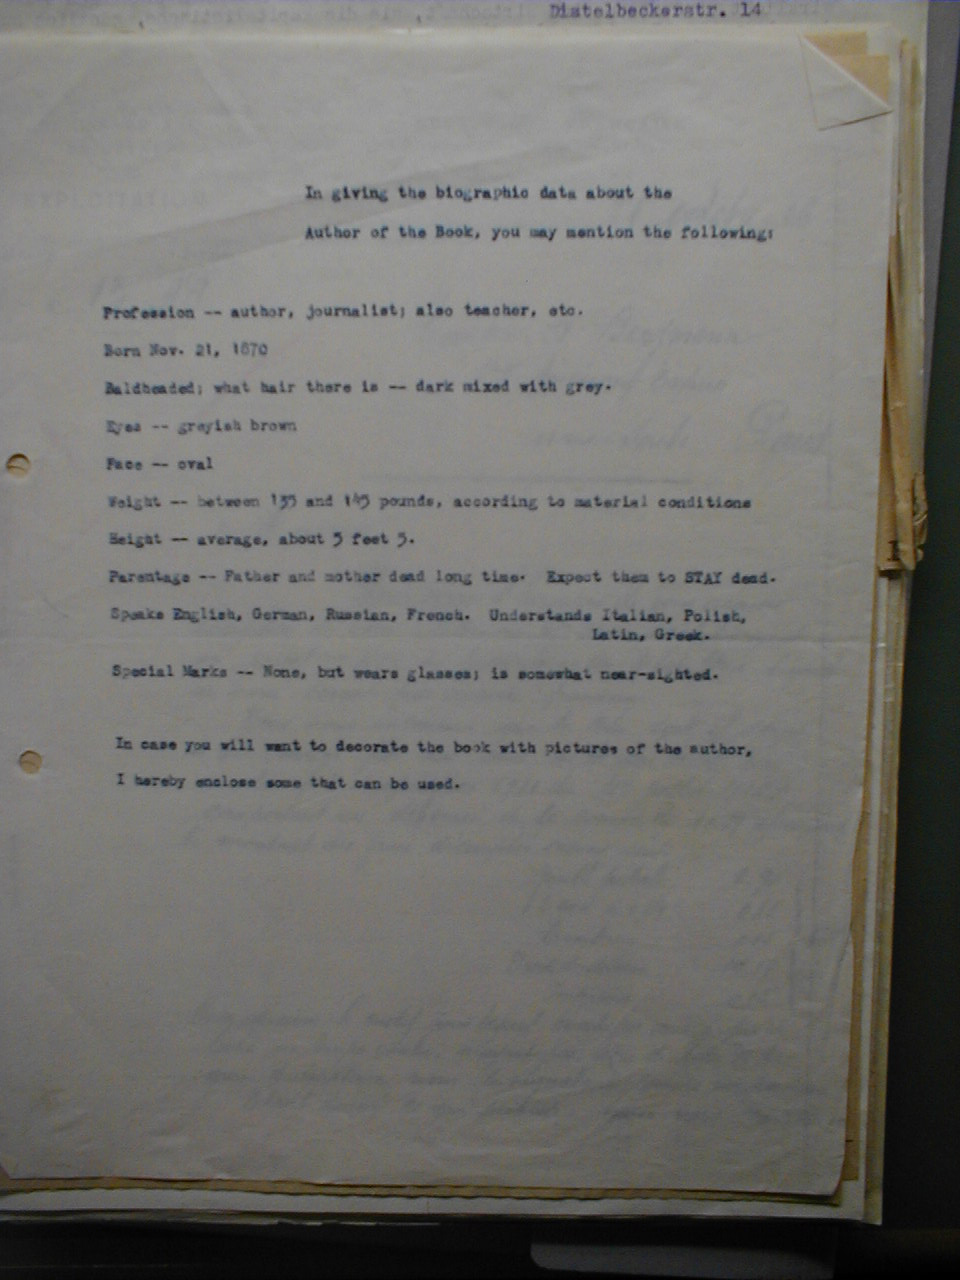 Distelbeckerstr. 14
In giving the biographic data about the
Author of the Book, you may mention the following:
Profession -- author, journalist; also teacher, etc.
Born Nov. 21, 1870
Baldheaded; what hair there is -- dark mixed with grey.
Eyes -- greyish brown
Face -- oval
Weight -- between 135 and 145 pounds, according to material conditions
Height -- average, about 5 feet 5.
Parentage -- Father and mother dead long time. Expect them to STAY dead.
Speaks English, German, Russian, French. Understands Italian, Polish,
Latin, Greek.
Special Marks -- None, but wears glasses; is somewhat near-sighted.
In case you will want to decorate the book with pictures of the author,
I hereby enclose some that can be used.